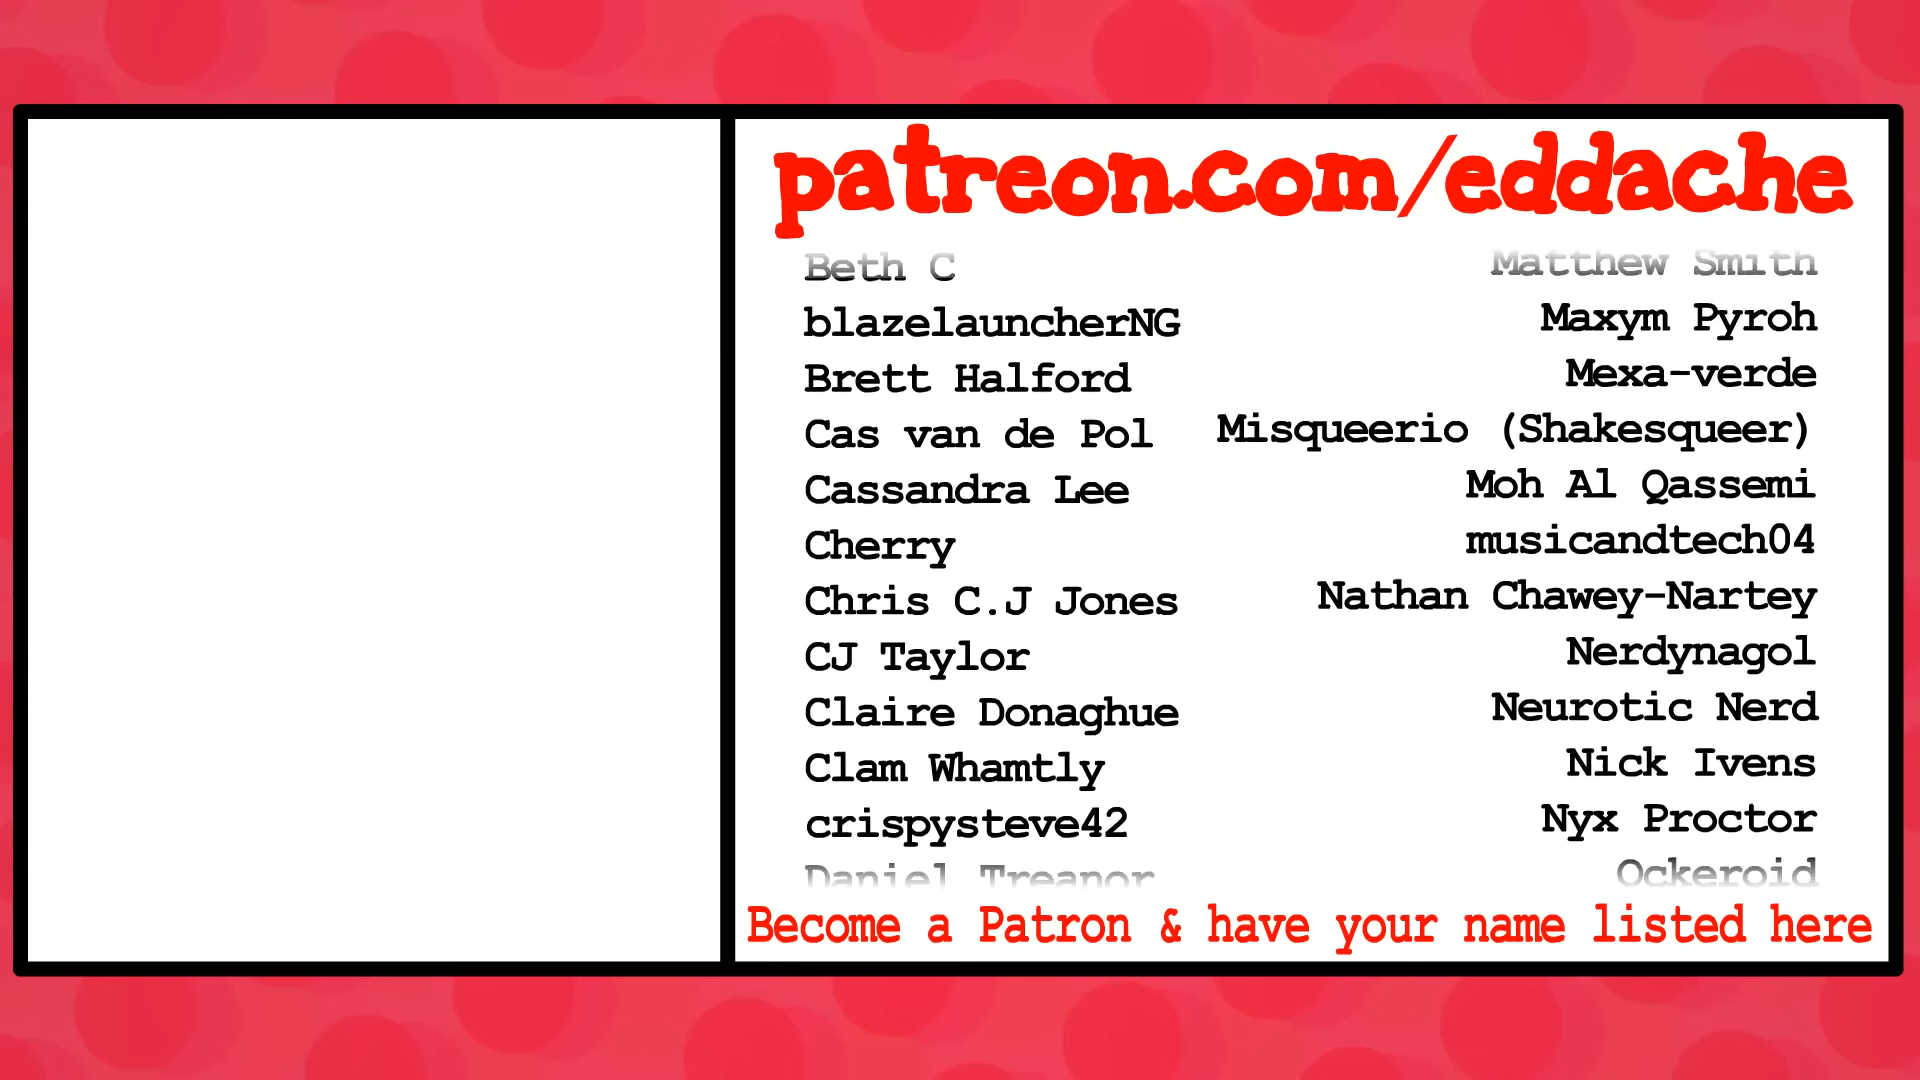 patreon.com/eddache
Beth C
blazelauncherNG
Brett Halford
Cas van de Pol
Cassandra Lee
Cherry
Chris C.J Jones
CJ Taylor
Claire Donaghue
Clam Whamtly
crispysteve42
Daniel Treanor
Matthew Smith
Maxym Pyroh
Mexa-verde
Misqueerio (Shakesqueer)
Moh Al Qassemi
musicandtech04
Nathan Chawey-Nartey
Nerdynagol
Neurotic Nerd
Nick Ivens
Nyx Proctor
Ockeroid
Become a Patron & have your name listed here